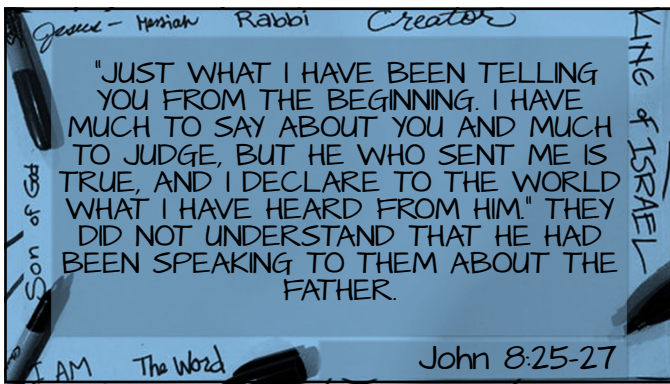 Jesus - Messiah Rabbi Creator
KING of ISRAEL
"JUST WHAT I HAVE BEEN TELLING
YOU FROM THE BEGINNING. I HAVE
MUCH TO SAY ABOUT YOU AND MUCH
TO JUDGE, BUT HE WHO SENT ME IS
TRUE, AND I DECLARE TO THE WORLD
WHAT I HAVE HEARD FROM HIM." THEY
DID NOT UNDERSTAND THAT HE HAD
BEEN SPEAKING TO THEM ABOUT THE
FATHER.
Son of God
I AM The Word
John 8:25-27